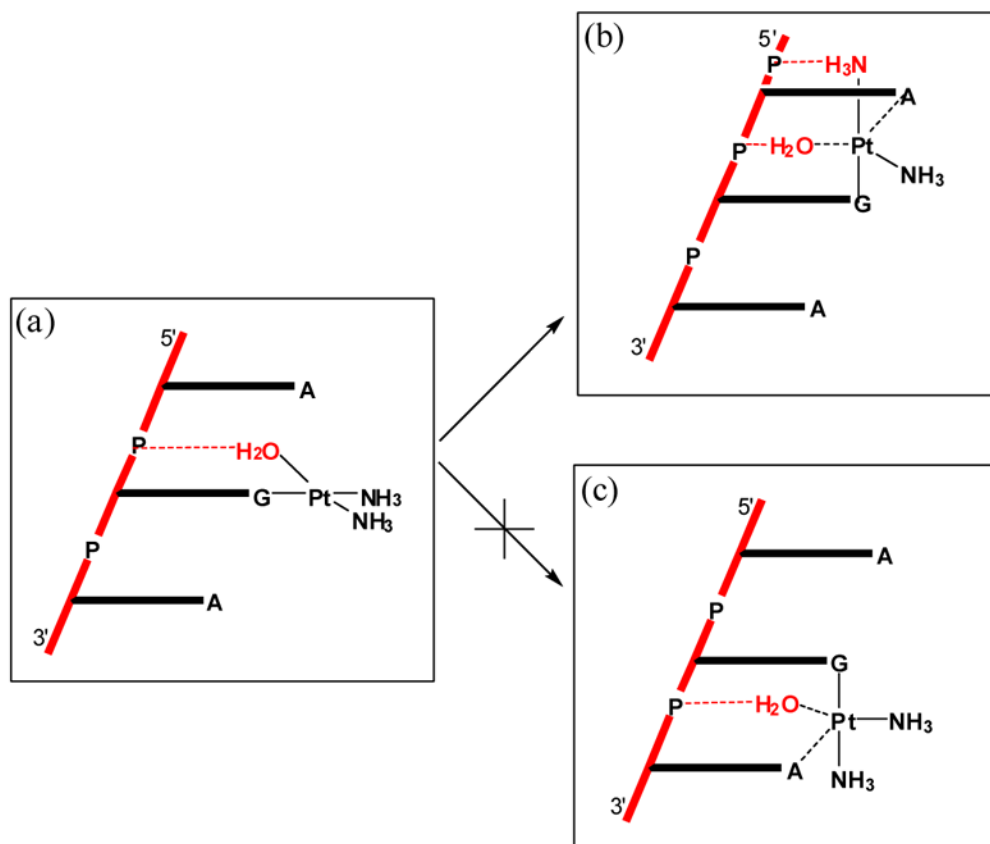 (b)
5'
P H₃N
A
P H₂O Pt
NH₃
G
P
A
3'
(a)
5'
A
P
H₂O
G Pt NH₃
NH₃
P
A
3'
(c)
5'
A
P
G
P H₂O Pt NH₃
A NH₃
3'